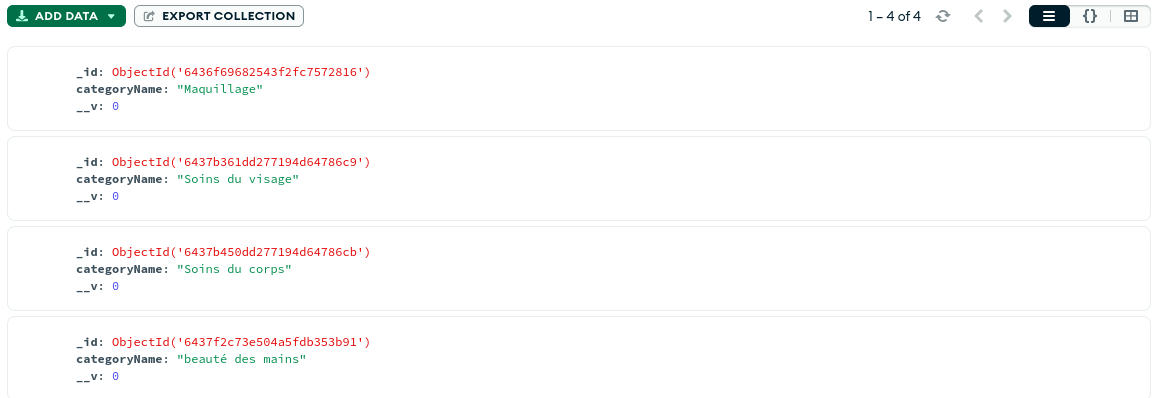 ADD DATA EXPORT COLLECTION 1 – 4 of 4 {}
_id: ObjectId('6436f69682543f2fc7572816')
categoryName: "Maquillage"
__v: 0
_id: ObjectId('6437b361dd277194d64786c9')
categoryName: "Soins du visage"
__v: 0
_id: ObjectId('6437b450dd277194d64786cb')
categoryName: "Soins du corps"
__v: 0
_id: ObjectId('6437f2c73e504a5fdb353b91')
categoryName: "beauté des mains"
__v: 0